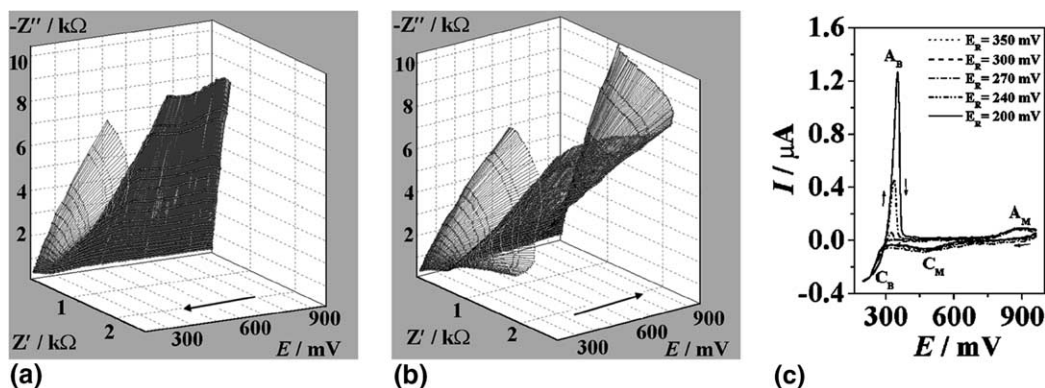 -Z″ / kΩ
10
8
6
4
2
1
2
Z′ / kΩ
300
600
900
E / mV
(a)
-Z″ / kΩ
10
8
6
4
2
1
2
Z′ / kΩ
300
600
900
E / mV
(b)
1.6
1.2
0.8
0.4
0.0
-0.4
I / μA
A_B
E_R= 350 mV
E_R= 300 mV
E_R= 270 mV
E_R= 240 mV
E_R= 200 mV
A_M
C_B
C_M
300
600
900
E / mV
(c)